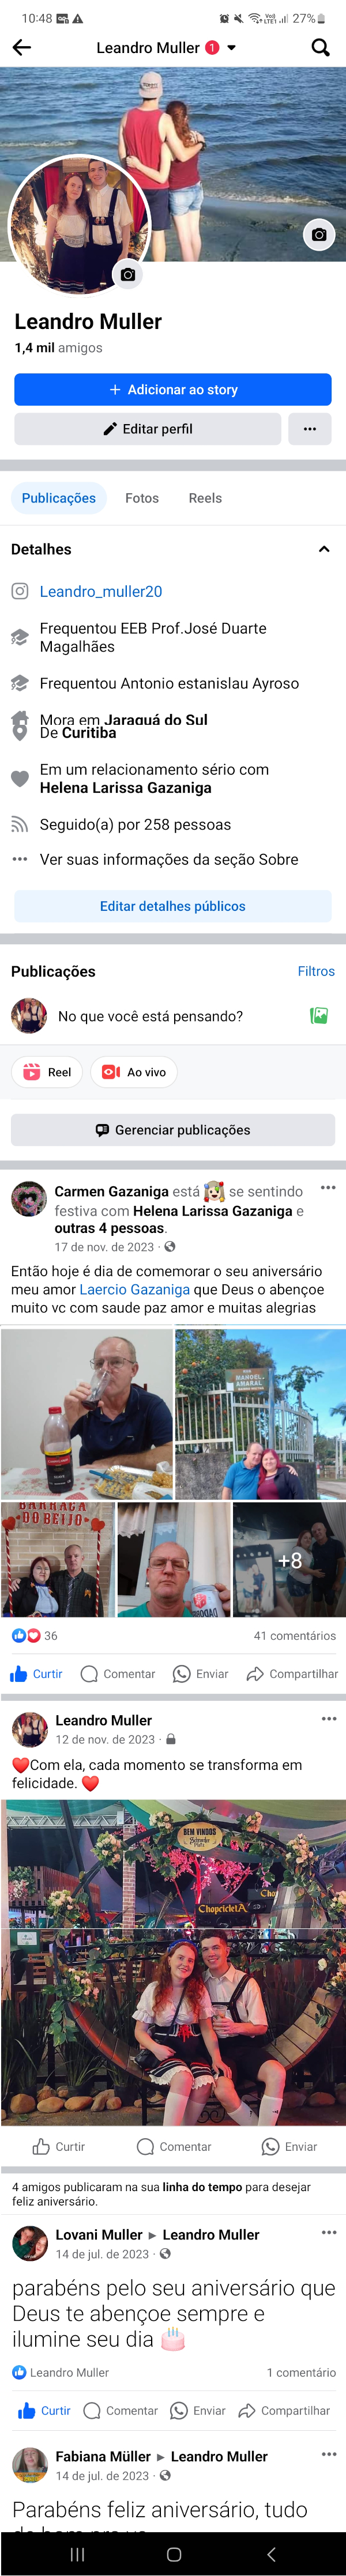 10:48
27%
Leandro Muller 1
Leandro Muller
1,4 mil amigos
+ Adicionar ao story
Editar perfil
Publicações Fotos Reels
Detalhes
Leandro_muller20
Frequentou EEB Prof.José Duarte
Magalhães
Frequentou Antonio estanislau Ayroso
Mora em Jaraguá do Sul
De Curitiba
Em um relacionamento sério com
Helena Larissa Gazaniga
Seguido(a) por 258 pessoas
Ver suas informações da seção Sobre
Editar detalhes públicos
Publicações Filtros
No que você está pensando?
Reel Ao vivo
Gerenciar publicações
Carmen Gazaniga está se sentindo
festiva com Helena Larissa Gazaniga e
outras 4 pessoas.
17 de nov. de 2023 ·
Então hoje é dia de comemorar o seu aniversário
meu amor Laercio Gazaniga que Deus o abençoe
muito vc com saude paz amor e muitas alegrias
MANOEL
AMARAL
BARRACA
DO BEIJO
+8
36 41 comentários
Curtir Comentar Enviar Compartilhar
Leandro Muller
12 de nov. de 2023 ·
❤️Com ela, cada momento se transforma em
felicidade. ❤️
BEM VINDOS
ChopcicletA
Cho
Curtir Comentar Enviar
4 amigos publicaram na sua linha do tempo para desejar
feliz aniversário.
Lovani Muller ▸ Leandro Muller
14 de jul. de 2023 ·
parabéns pelo seu aniversário que
Deus te abençoe sempre e
ilumine seu dia 🎂
Leandro Muller 1 comentário
Curtir Comentar Enviar Compartilhar
Fabiana Müller ▸ Leandro Muller
14 de jul. de 2023 ·
Parabéns feliz aniversário, tudo